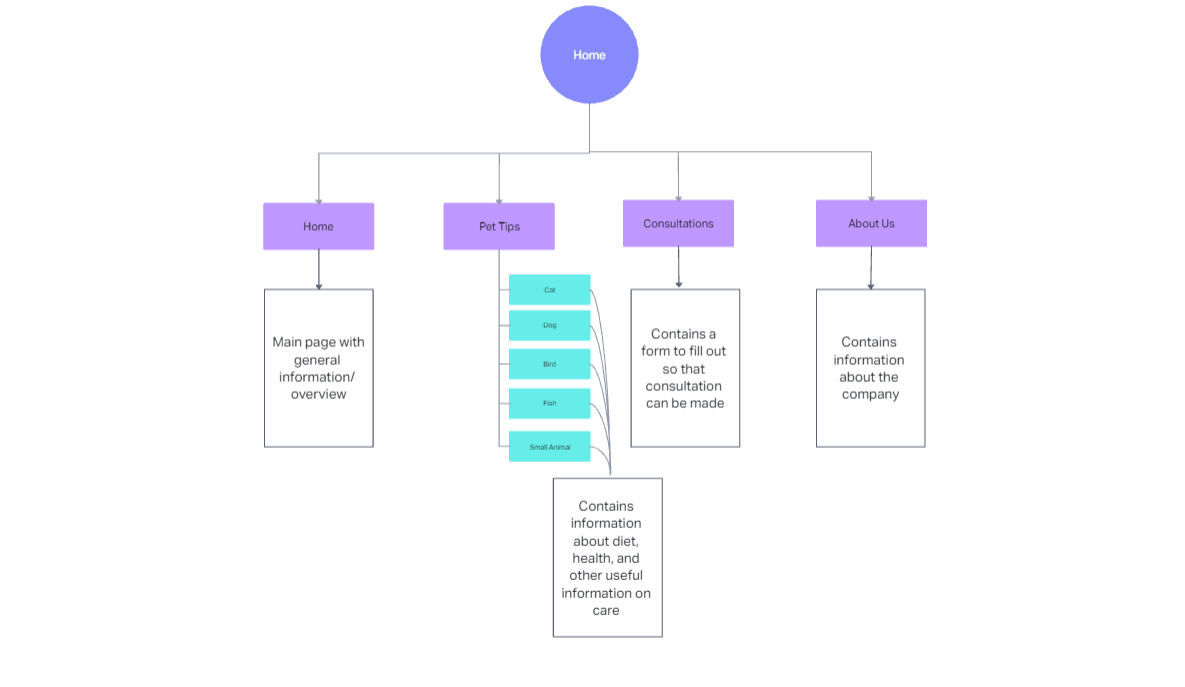 Home
Home
Pet Tips
Consultations
About Us
Cat
Dog
Bird
Fish
Small Animal
Main page with
general
information/
overview
Contains a
form to fill out
so that
consultation
can be made
Contains
information
about the
company
Contains
information
about diet,
health, and
other useful
information on
care